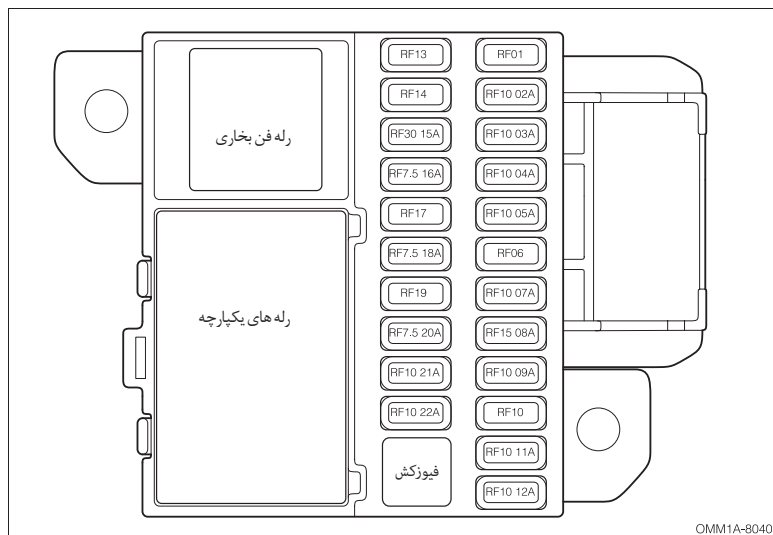 RF13 RF01
RF14 RF10 02A
رله فن بخاری
RF30 15A RF10 03A
RF7.5 16A RF10 04A
RF17 RF10 05A
RF7.5 18A RF06
RF19 RF10 07A
رله های یکپارچه
RF7.5 20A RF15 08A
RF10 21A RF10 09A
RF10 22A RF10
فیوزکش
RF10 11A
RF10 12A
OMM1A-8040